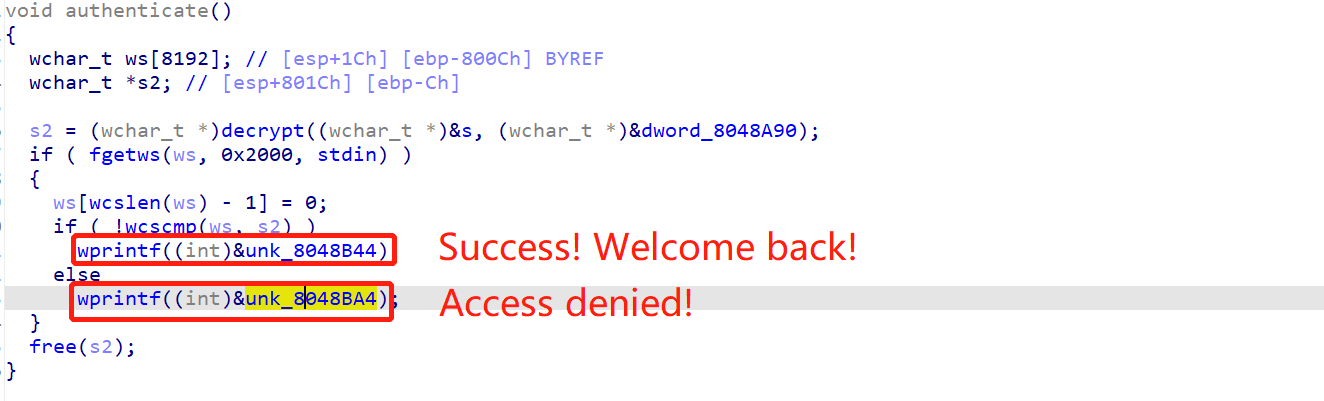 void authenticate()
{
wchar_t ws[8192]; // [esp+1Ch] [ebp-800Ch] BYREF
wchar_t *s2; // [esp+801Ch] [ebp-Ch]
s2 = (wchar_t *)decrypt((wchar_t *)&s, (wchar_t *)&dword_8048A90);
if ( fgetws(ws, 0x2000, stdin) )
{
ws[wcslen(ws) - 1] = 0;
if ( !wcscmp(ws, s2) )
wprintf((int)&unk_8048B44) Success! Welcome back!
else
wprintf((int)&unk_8048BA4); Access denied!
}
free(s2);
}